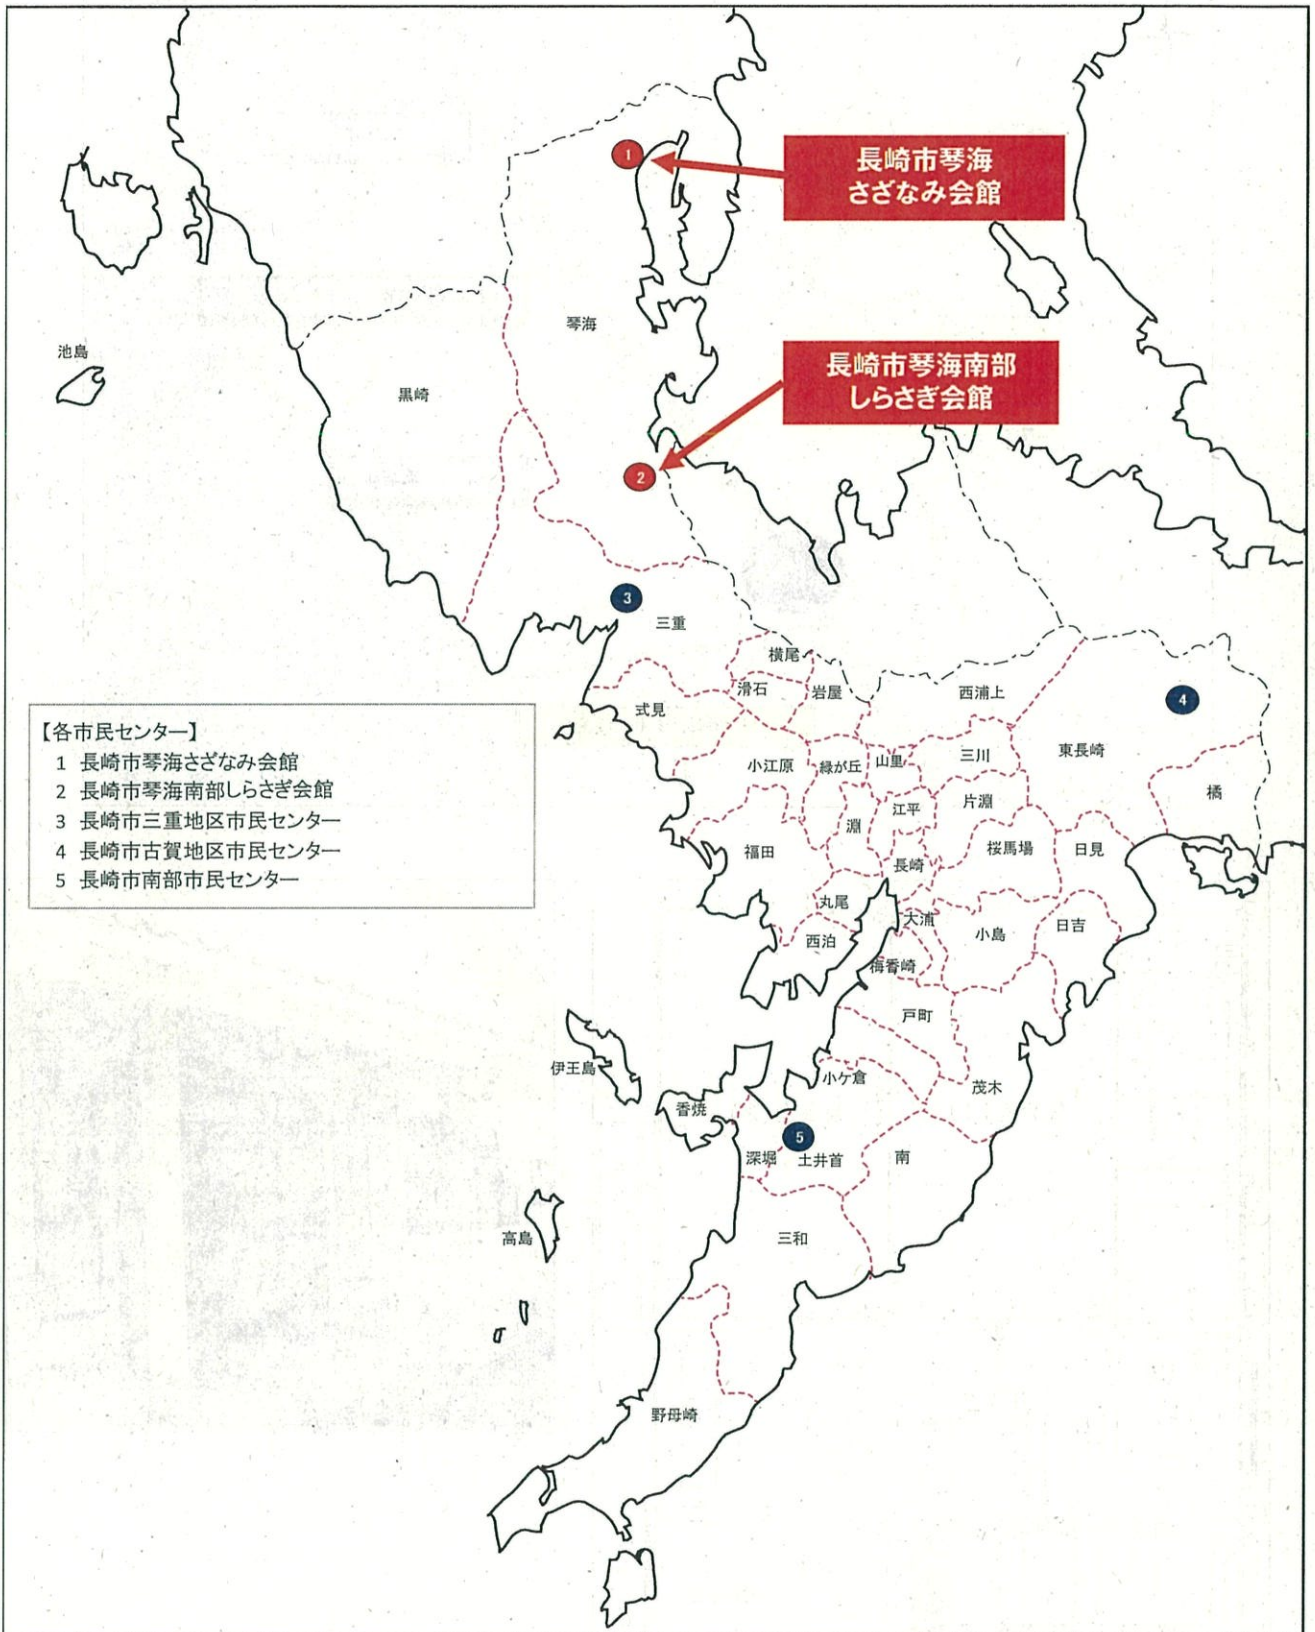 1
長崎市琴海
さざなみ会館
琴海
池島
長崎市琴海南部
しらさぎ会館
黒崎
2
3
三重
横尾
滑石
岩屋
西浦上
4
式見
【各市民センター】
1 長崎市琴海さざなみ会館
2 長崎市琴海南部しらさぎ会館
3 長崎市三重地区市民センター
4 長崎市古賀地区市民センター
5 長崎市南部市民センター
小江原
緑が丘
山里
三川
東長崎
橘
淵
江平
片淵
福田
長崎
桜馬場
日見
丸尾
大浦
小島
日吉
西泊
梅香崎
戸町
伊王島
小ケ倉
茂木
香焼
5
深堀
土井首
南
高島
三和
野母崎